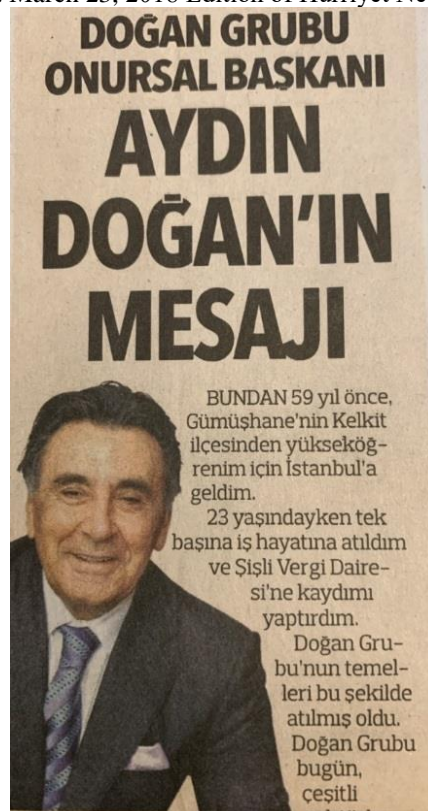 March 23, 2018 Edition of Hürriyet Ne
DOĞAN GRUBU
ONURSAL BAŞKANI
AYDIN
DOĞAN'IN
MESAJI
BUNDAN 59 yıl önce,
Gümüşhane'nin Kelkit
ilçesinden yükseköğ-
renim için İstanbul'a
geldim.
23 yaşındayken tek
başına iş hayatına atıldım
ve Şişli Vergi Daire-
si'ne kaydımı
yaptırdım.
Doğan Gru-
bu'nun temel-
leri bu şekilde
atılmış oldu.
Doğan Grubu
bugün,
çeşitli